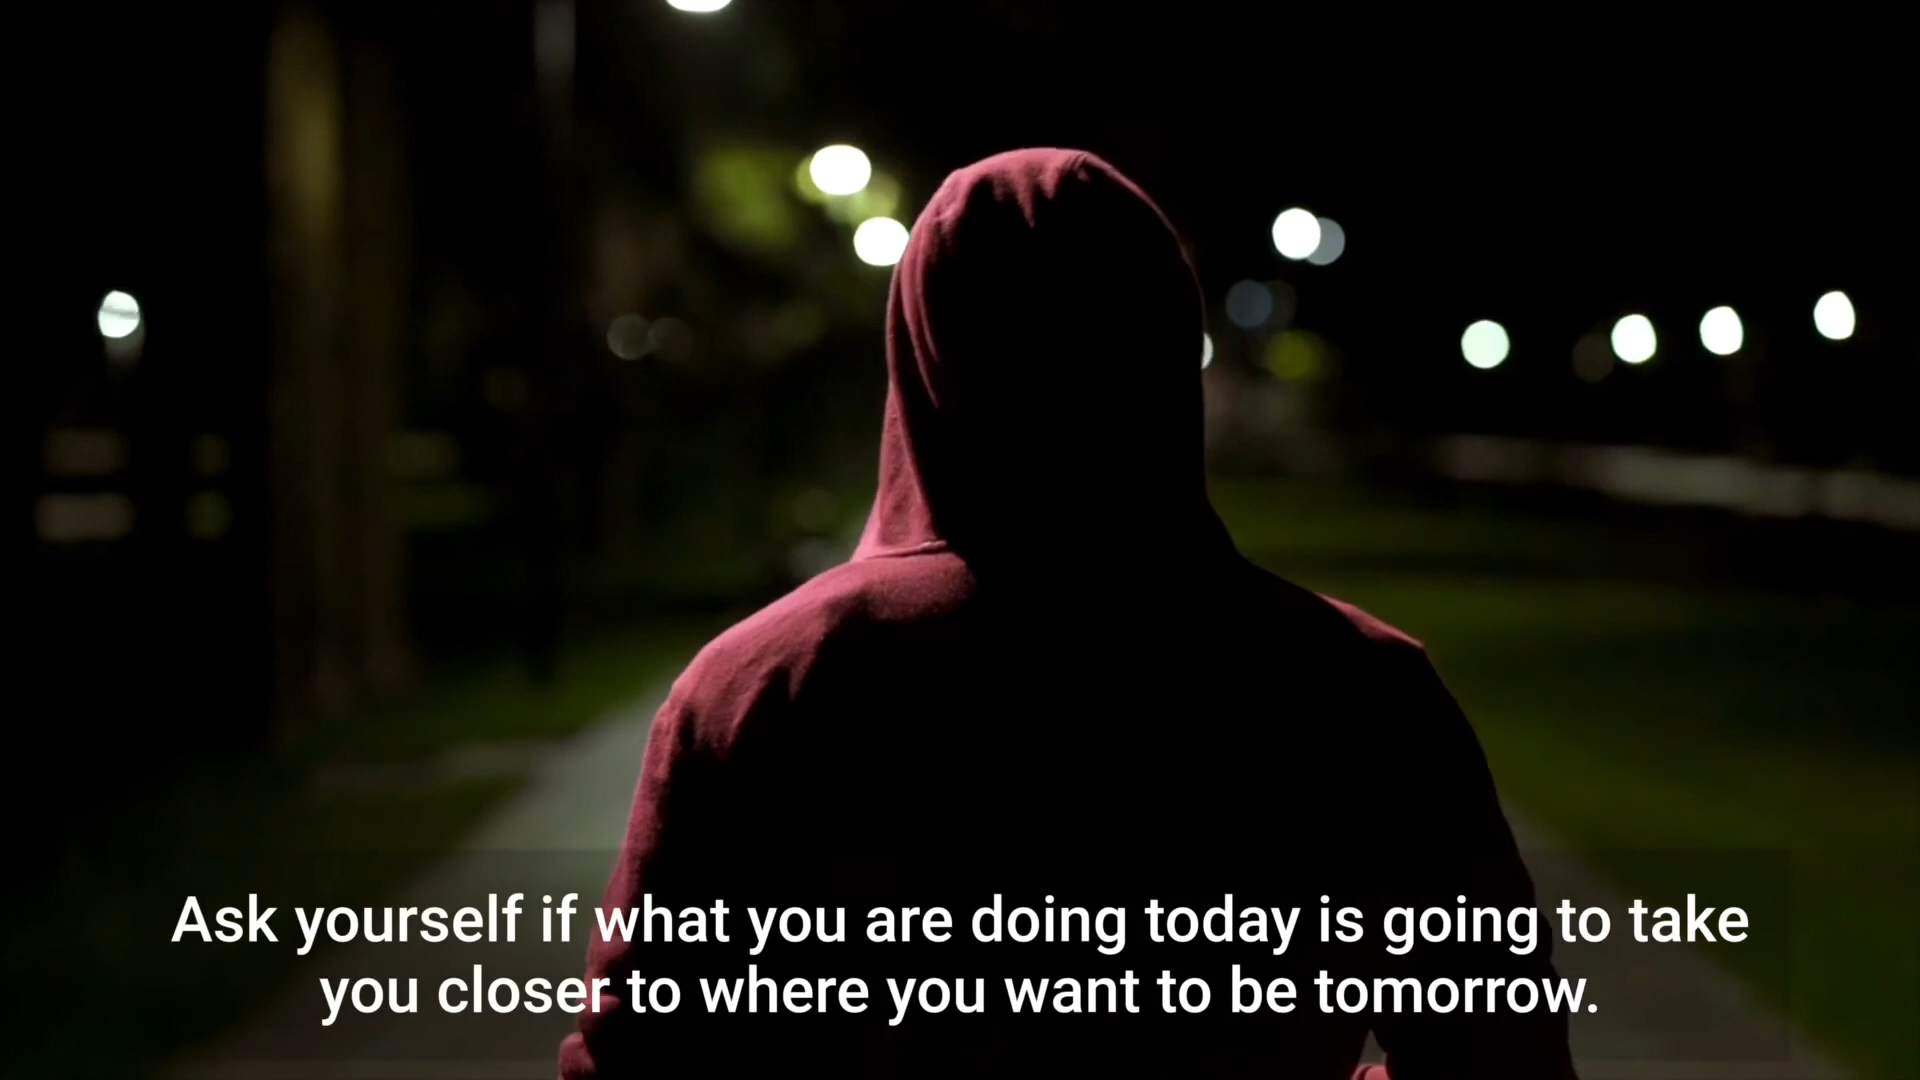 Ask yourself if what you are doing today is going to take
you closer to where you want to be tomorrow.